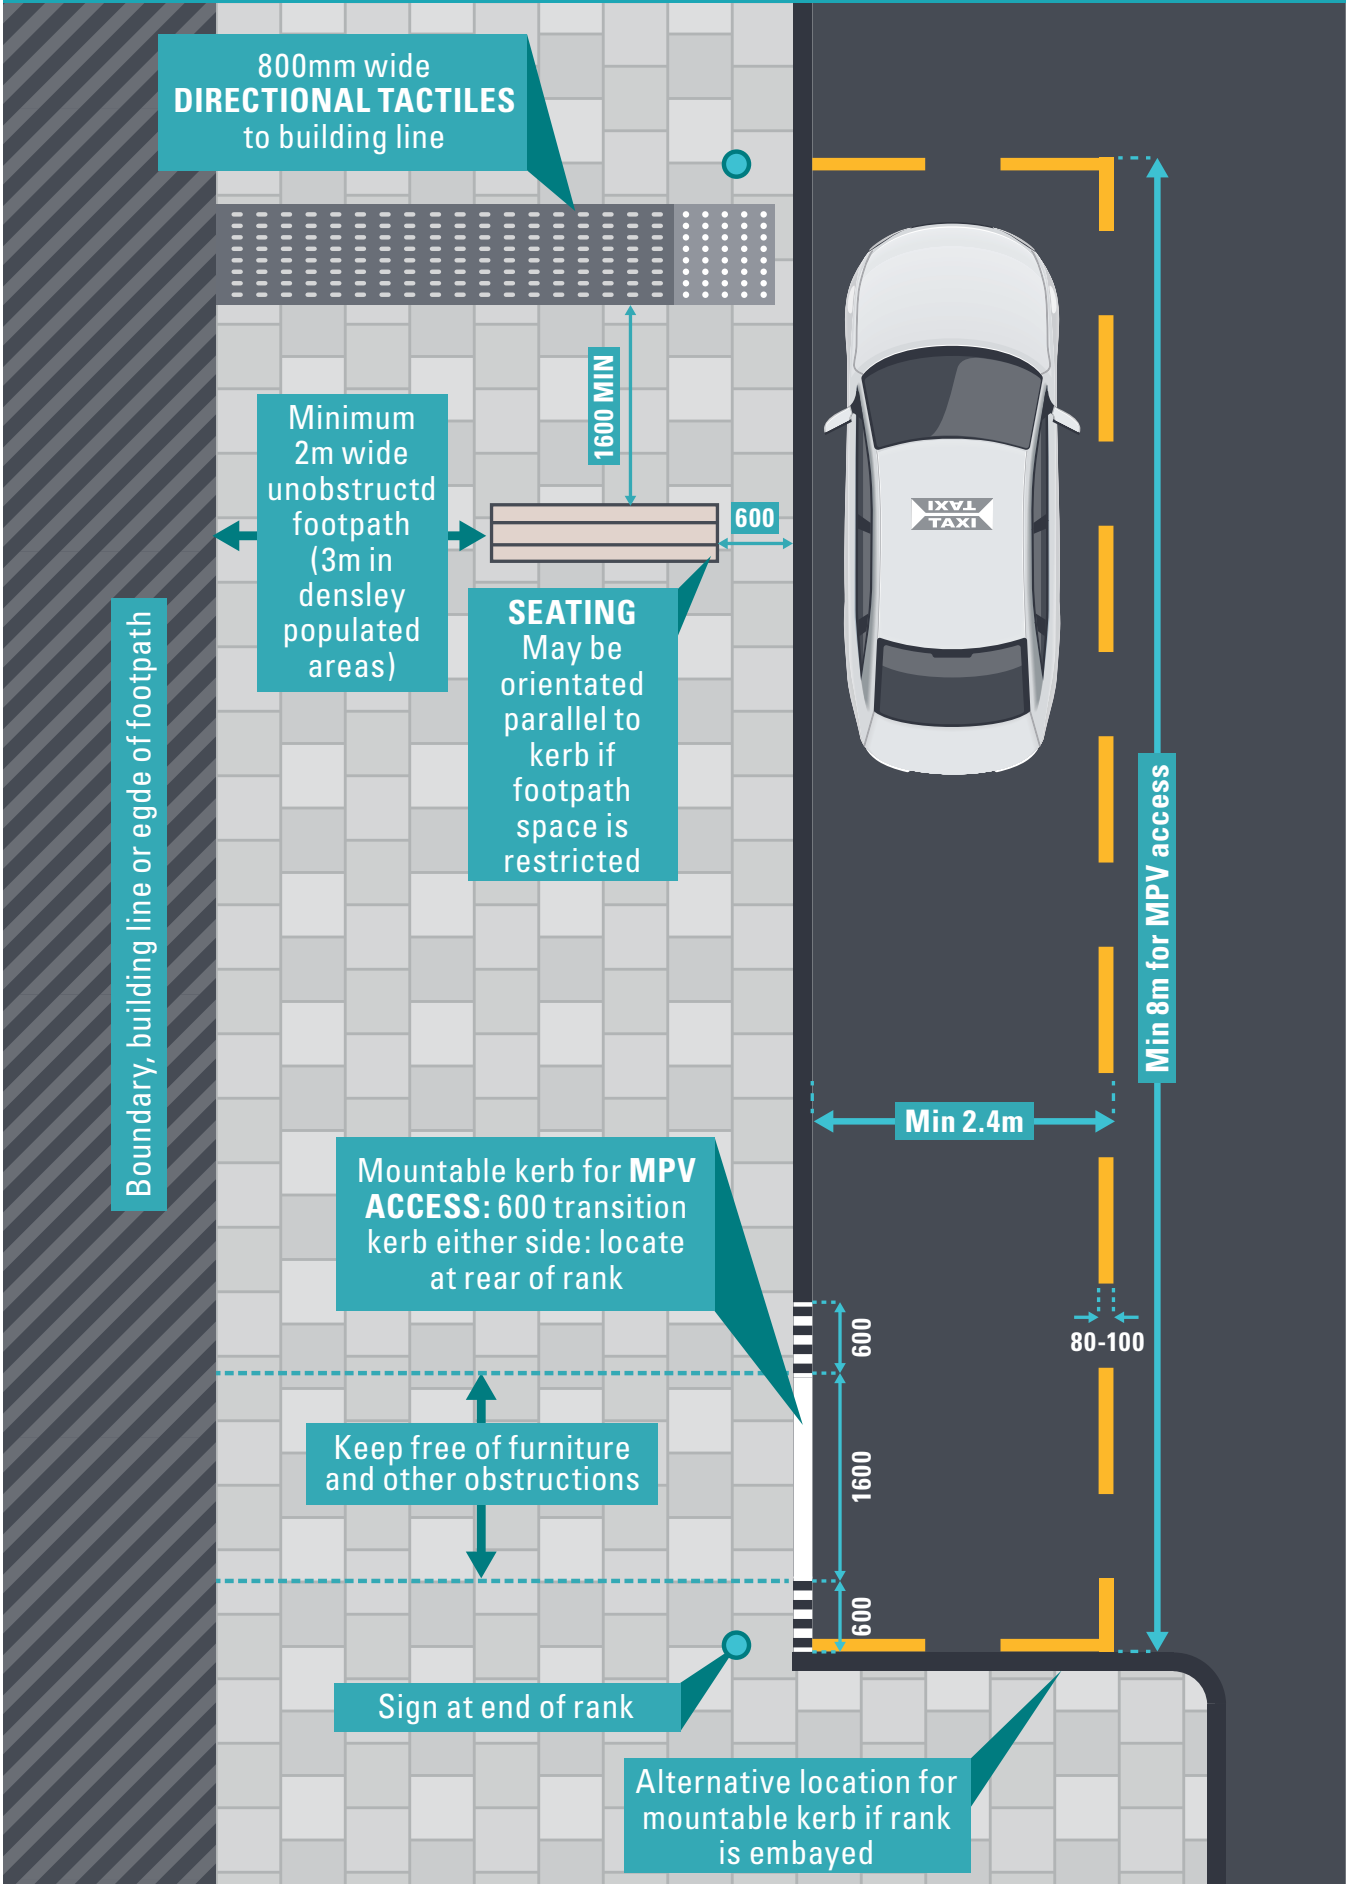 800mm wide
DIRECTIONAL TACTILES
to building line
1600 MIN
Minimum
2m wide
unobstructd
footpath
(3m in
densley
populated
areas)
600
TAXI
TAXI
SEATING
May be
orientated
parallel to
kerb if
footpath
space is
restricted
Boundary, building line or egde of footpath
Min 8m for MPV access
Min 2.4m
Mountable kerb for MPV
ACCESS: 600 transition
kerb either side: locate
at rear of rank
600
80-100
Keep free of furniture
and other obstructions
1600
600
Sign at end of rank
Alternative location for
mountable kerb if rank
is embayed